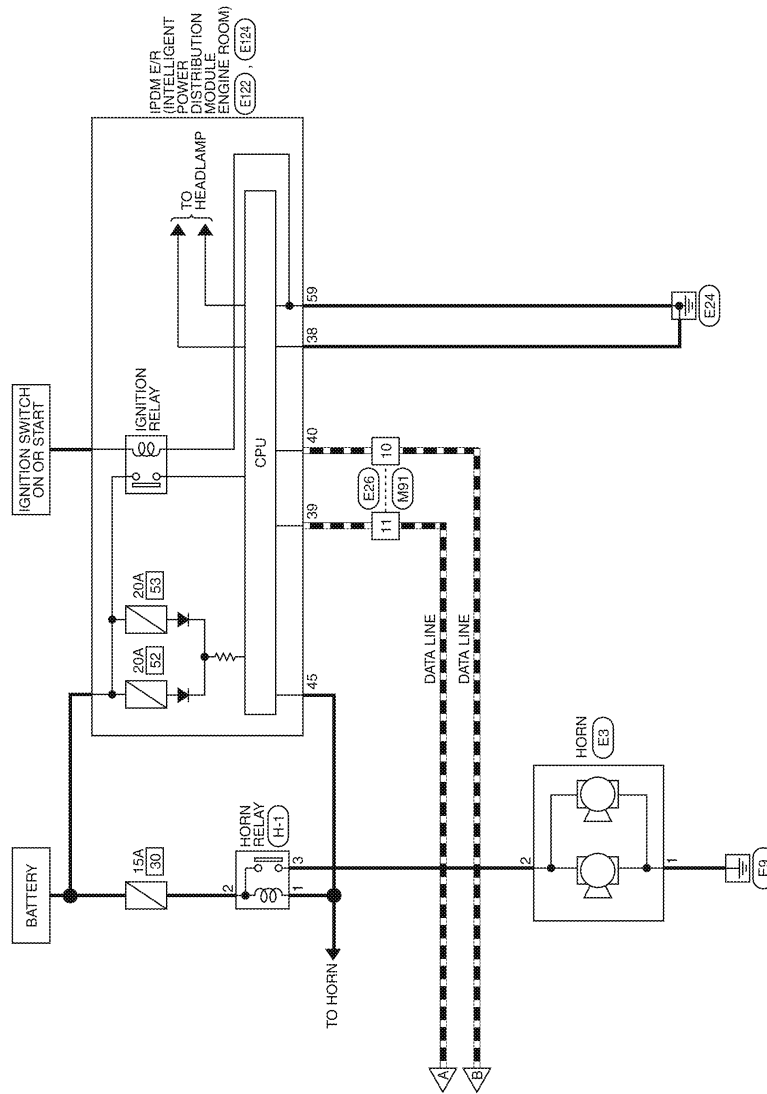 BATTERY
IGNITION SWITCH
ON OR START
IPDM E/R
(INTELLIGENT
POWER
DISTRIBUTION
MODULE
ENGINE ROOM)
E122 , E124
15A
30
20A
52
20A
53
IGNITION
RELAY
TO
HEADLAMP
HORN
RELAY
H-1
2
1
3
CPU
45
39
40
38
59
TO HORN
E26
M91
11
10
DATA LINE
DATA LINE
A
B
HORN
E3
2
1
E9
E24